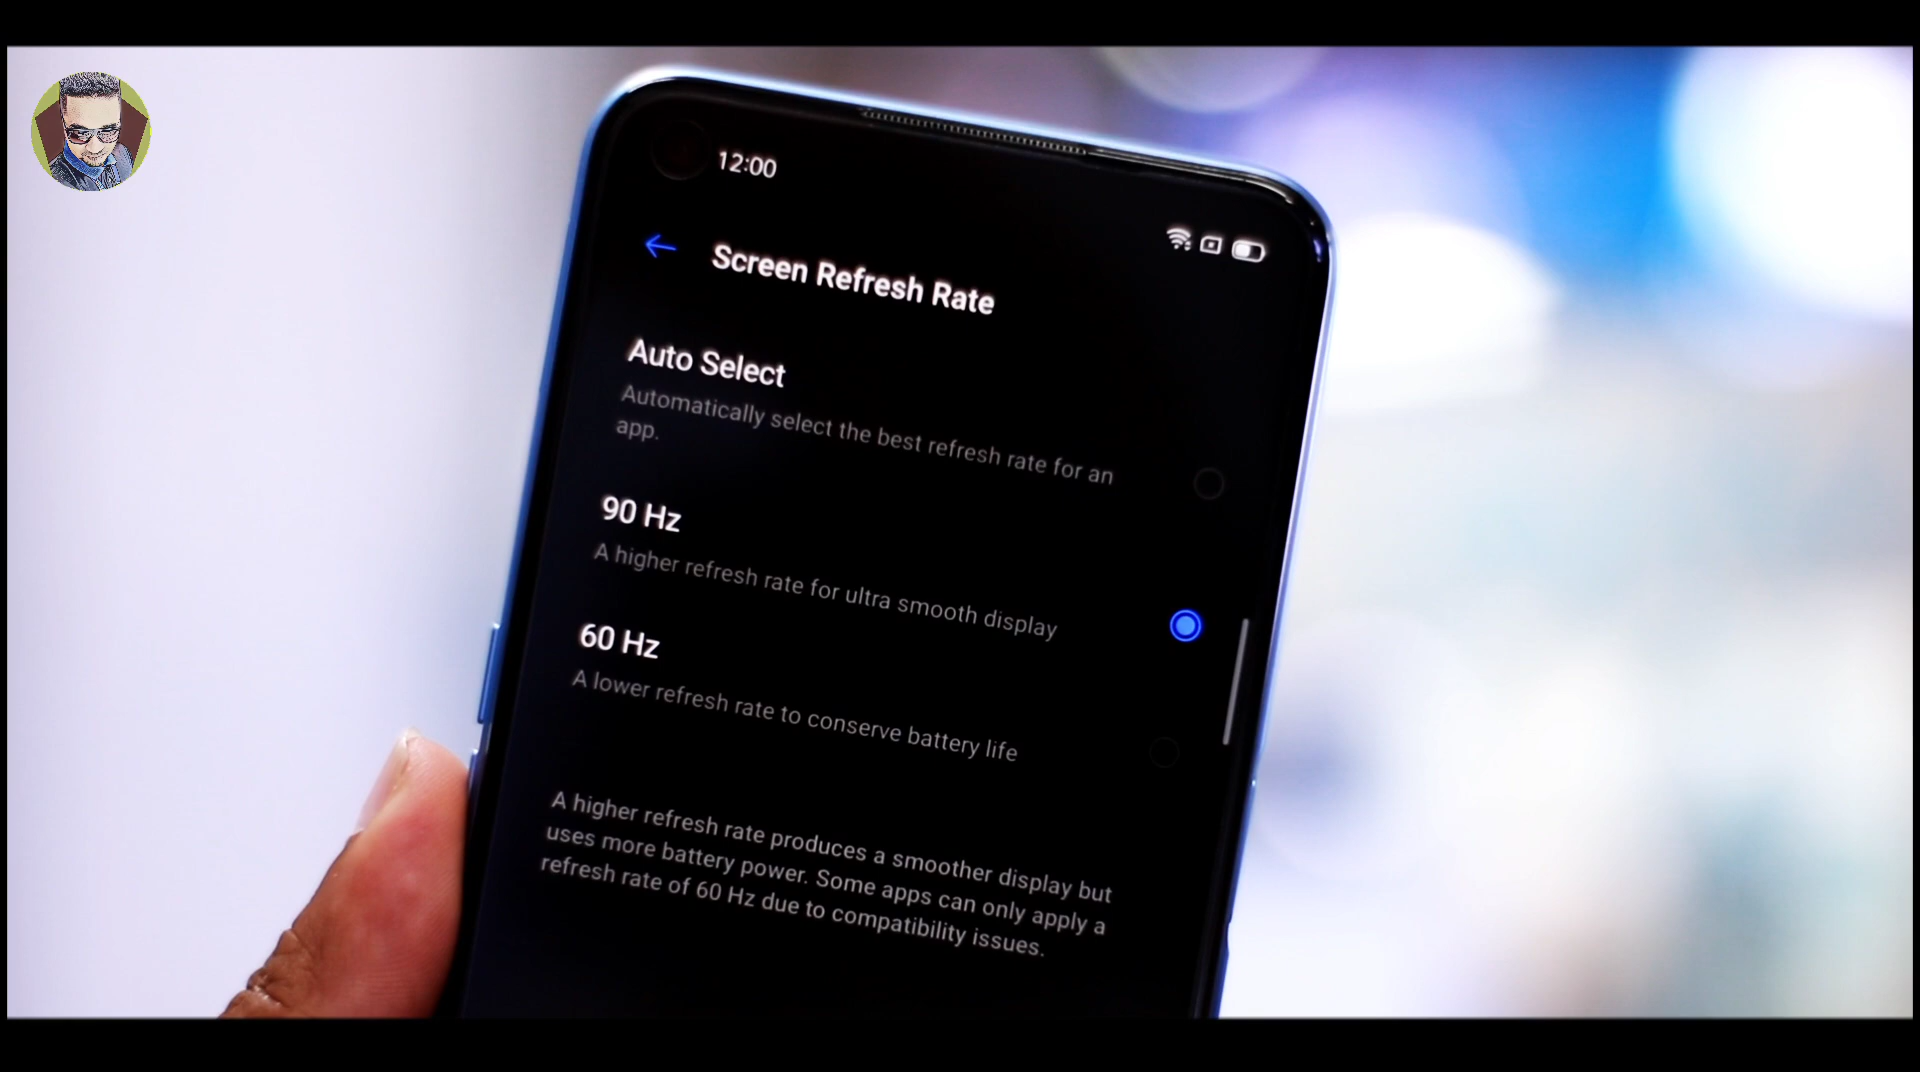 12:00
Screen Refresh Rate
Auto Select
Automatically select the best refresh rate for an
app.
90 Hz
A higher refresh rate for ultra smooth display
60 Hz
A lower refresh rate to conserve battery life
A higher refresh rate produces a smoother display but
uses more battery power. Some apps can only apply a
refresh rate of 60 Hz due to compatibility issues.